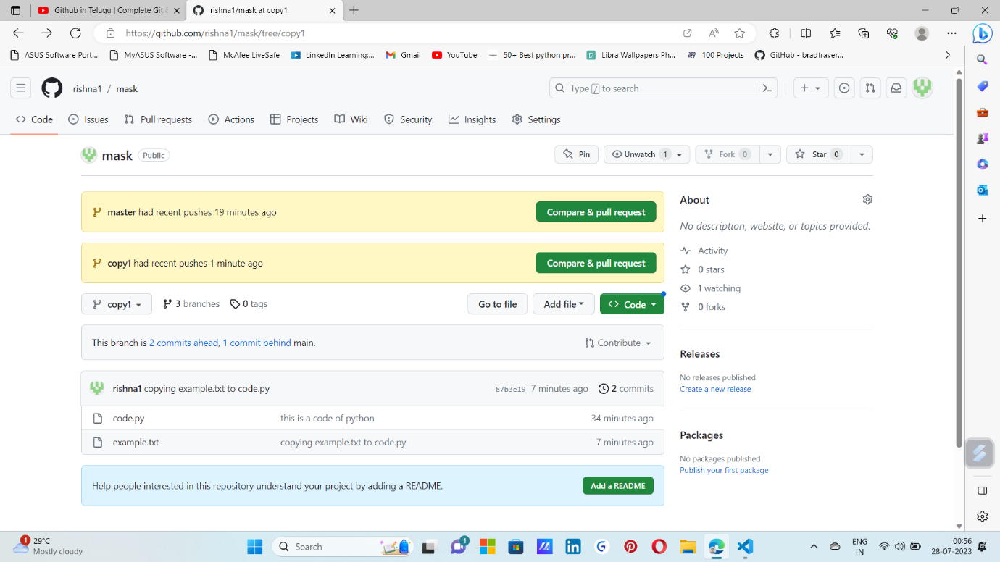 Github in Telugu | Complete Git &
rishna1/mask at copy1
https://github.com/rishna1/mask/tree/copy1
ASUS Software Port... MyASUS Software -... McAfee LiveSafe LinkedIn Learning:... Gmail YouTube 50+ Best python pr... Libra Wallpapers Ph... 100 Projects GitHub - bradtraver...
rishna1 / mask
Type / to search
Code Issues Pull requests Actions Projects Wiki Security Insights Settings
mask Public
Pin Unwatch 1 Fork 0 Star 0
master had recent pushes 19 minutes ago Compare & pull request
copy1 had recent pushes 1 minute ago Compare & pull request
copy1 3 branches 0 tags Go to file Add file Code
This branch is 2 commits ahead, 1 commit behind main. Contribute
rishna1 copying example.txt to code.py 87b3e19 7 minutes ago 2 commits
code.py this is a code of python 34 minutes ago
example.txt copying example.txt to code.py 7 minutes ago
Help people interested in this repository understand your project by adding a README. Add a README
About
No description, website, or topics provided.
Activity
0 stars
1 watching
0 forks
Releases
No releases published
Create a new release
Packages
No packages published
Publish your first package
1
29°C
Mostly cloudy
Search
1
ENG
IN
00:56
28-07-2023